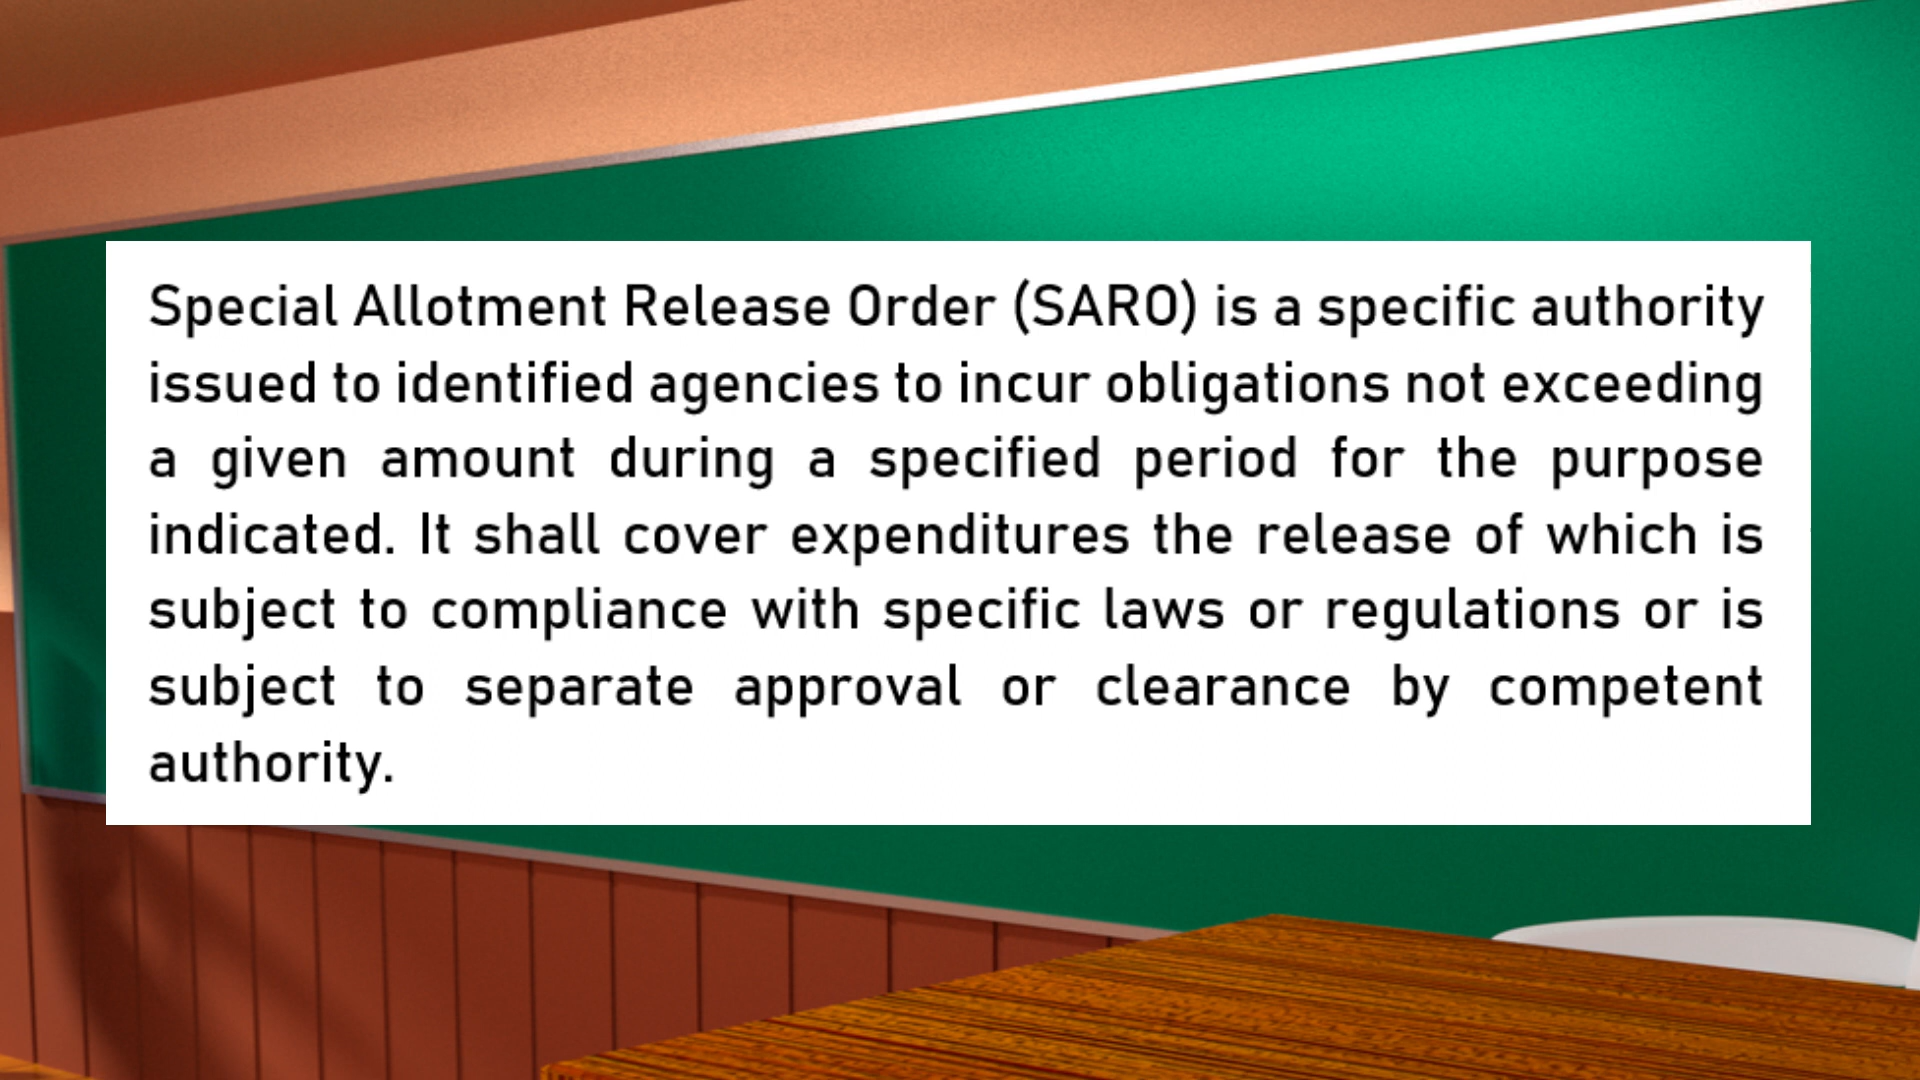 Special Allotment Release Order (SARO) is a specific authority
issued to identified agencies to incur obligations not exceeding
a given amount during a specified period for the purpose
indicated. It shall cover expenditures the release of which is
subject to compliance with specific laws or regulations or is
subject to separate approval or clearance by competent
authority.